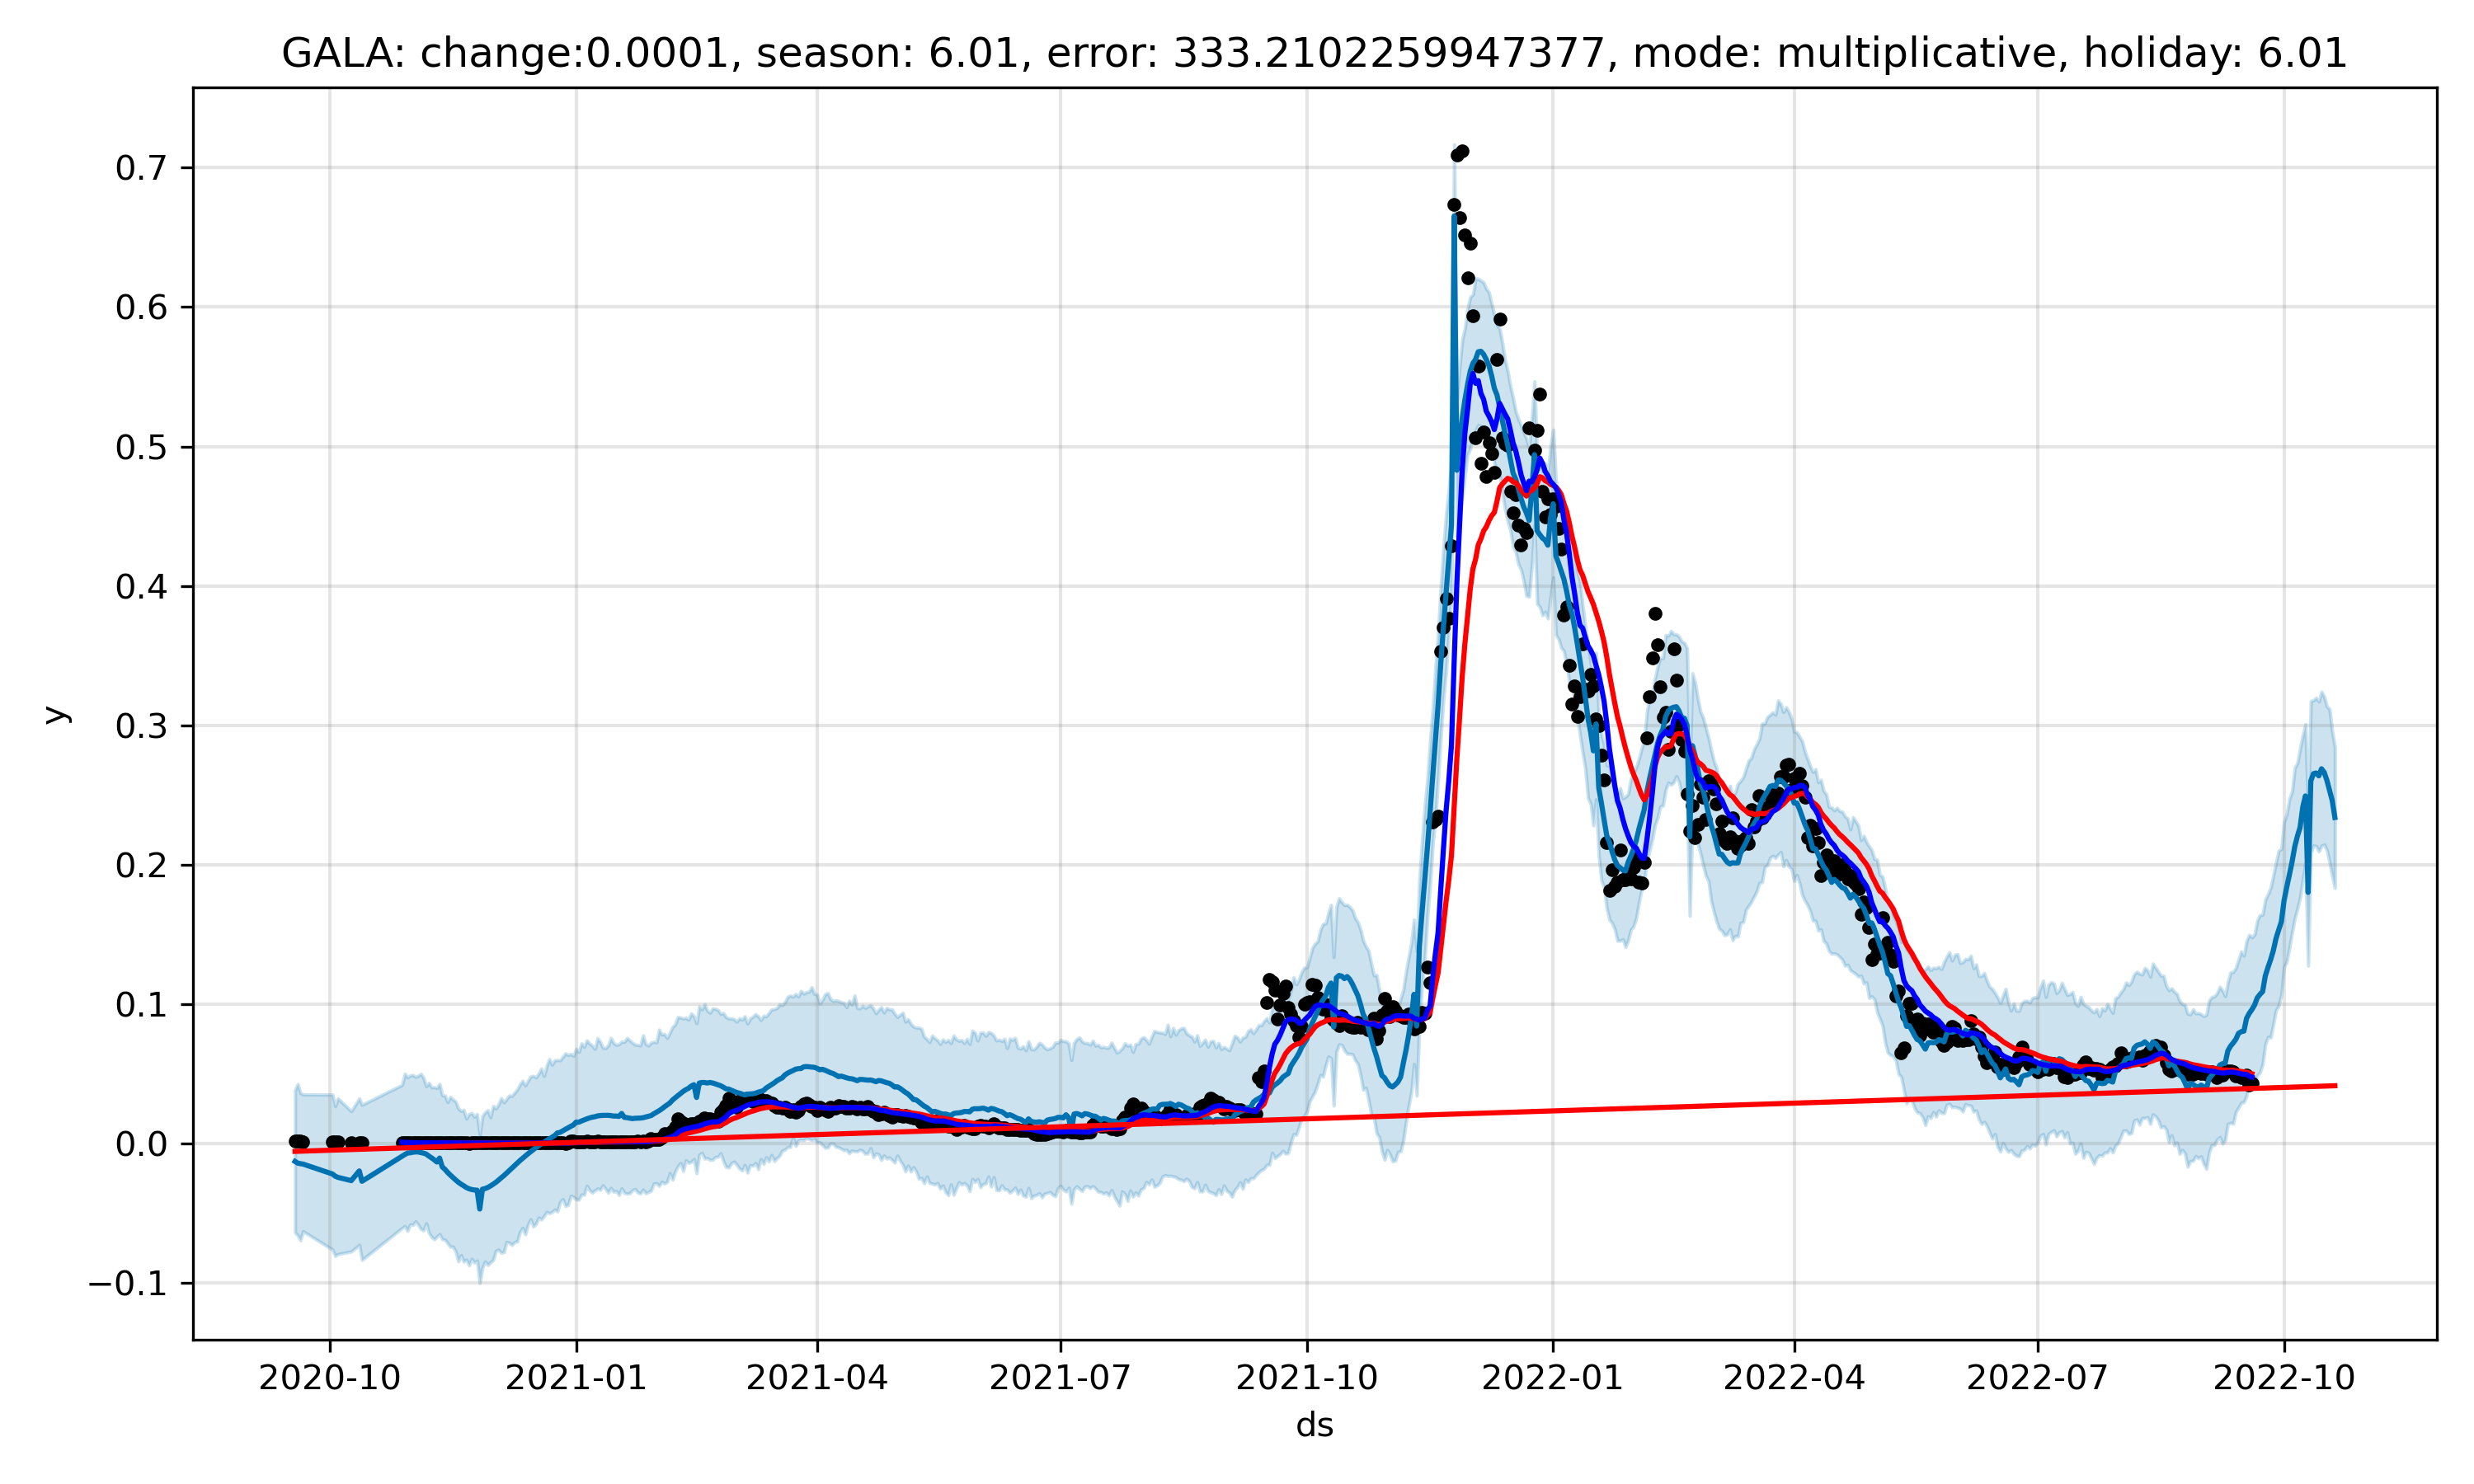 GALA: change:0.0001, season: 6.01, error: 333.2102259947377, mode: multiplicative, holiday: 6.01
0.7
0.6
0.5
0.4
0.3
0.2
0.1
0.0
−0.1
y
2020-10 2021-01 2021-04 2021-07 2021-10 2022-01 2022-04 2022-07 2022-10
ds